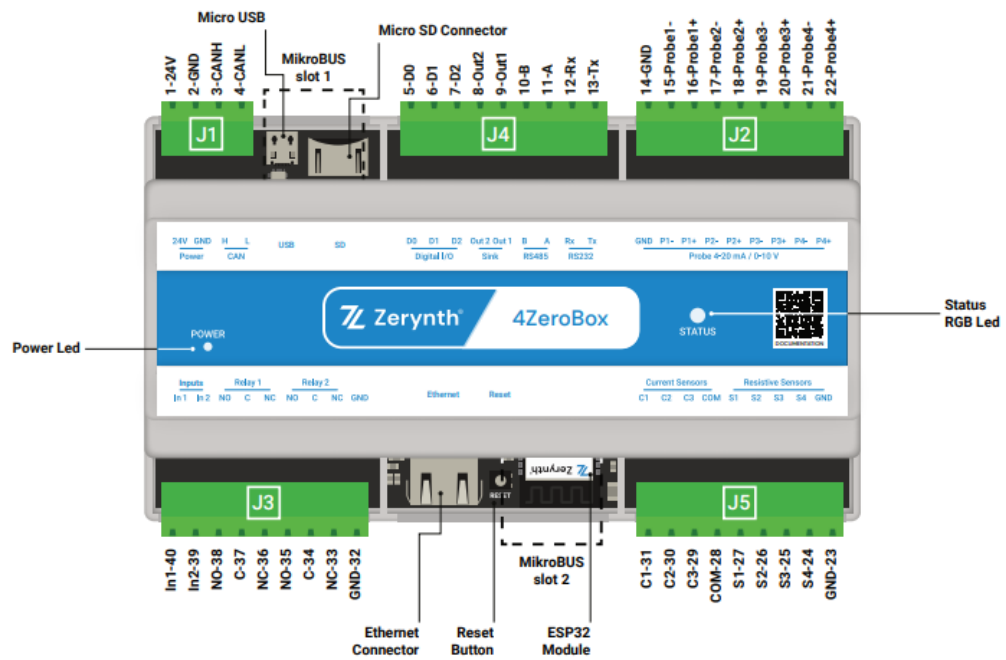 Micro USB
Micro SD Connector
MikroBUS
slot 1
1-24V
2-GND
3-CANH
4-CANL
5-D0
6-D1
7-D2
8-Out2
9-Out1
10-B
11-A
12-Rx
13-Tx
14-GND
15-Probe1-
16-Probe1+
17-Probe2-
18-Probe2+
19-Probe3-
20-Probe3+
21-Probe4-
22-Probe4+
J1
J4
J2
24V GND H L USB SD D0 D1 D2 Out 2 Out 1 B A Rx Tx GND P1- P1+ P2- P2+ P3- P3+ P4- P4+
Power CAN Digital I/O Sink RS485 RS232 Probe 4-20 mA / 0-10 V
Zerynth®
4ZeroBox
POWER
STATUS
DOCUMENTATION
Power Led
Status
RGB Led
Inputs Relay 1 Relay 2 Ethernet Reset Current Sensors Resistive Sensors
In 1 In 2 NO C NC NO C NC GND C1 C2 C3 COM S1 S2 S3 S4 GND
Zerynth
RESET
J3
J5
In1-40
In2-39
NO-38
C-37
NC-36
NO-35
C-34
NC-33
GND-32
C1-31
C2-30
C3-29
COM-28
S1-27
S2-26
S3-25
S4-24
GND-23
MikroBUS
slot 2
Ethernet
Connector
Reset
Button
ESP32
Module